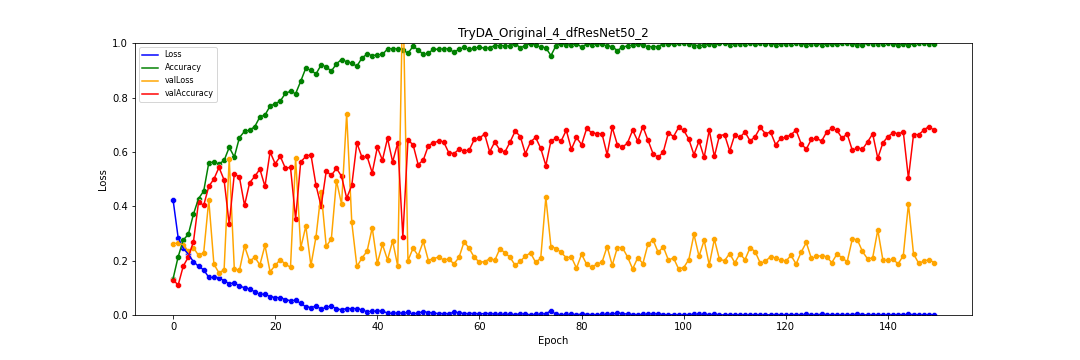 TryDA_Original_4_dfResNet50_2
Loss
Accuracy
valLoss
valAccuracy
1.0
0.8
0.6
0.4
0.2
0.0
Loss
0 20 40 60 80 100 120 140
Epoch